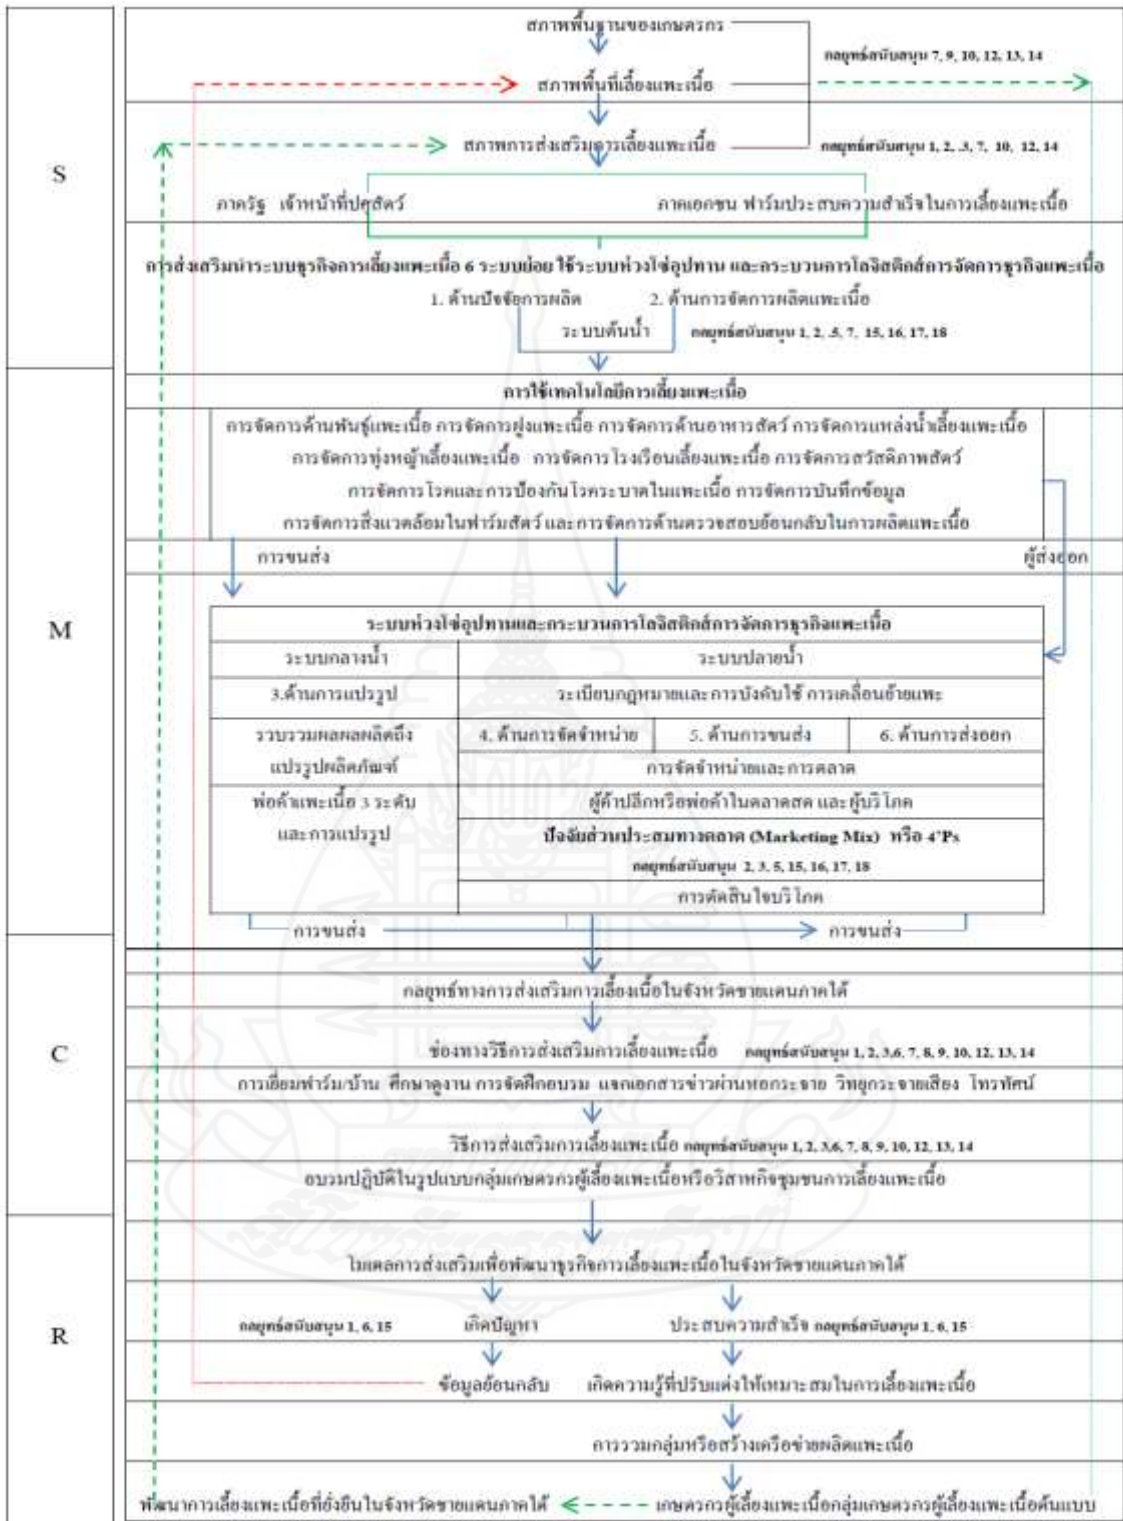 สภาพพื้นฐานของเกษตรกร
กลยุทธ์สนับสนุน 7, 9, 10, 12, 13, 14
สภาพพื้นที่เลี้ยงแพะเนื้อ
S
สภาพการส่งเสริมการเลี้ยงแพะเนื้อ กลยุทธ์สนับสนุน 1, 2, .3, 7, 10, 12, 14
ภาครัฐ เจ้าหน้าที่ปศุสัตว์ ภาคเอกชน ฟาร์มประสบความสำเร็จในการเลี้ยงแพะเนื้อ
การส่งเสริมนำระบบธุรกิจการเลี้ยงแพะเนื้อ 6 ระบบย่อย ใช้ระบบห่วงโซ่อุปทาน และกระบวนการโลจิสติกส์การจัดการธุรกิจแพะเนื้อ
1. ด้านปัจจัยการผลิต 2. ด้านการจัดการผลิตแพะเนื้อ
ระบบต้นน้ำ กลยุทธ์สนับสนุน 1, 2, .5, 7, 15, 16, 17, 18
M
การใช้เทคโนโลยีการเลี้ยงแพะเนื้อ
การจัดการด้านพันธุ์แพะเนื้อ การจัดการฝูงแพะเนื้อ การจัดการด้านอาหารสัตว์ การจัดการแหล่งน้ำเลี้ยงแพะเนื้อ
การจัดการทุ่งหญ้าเลี้ยงแพะเนื้อ การจัดการโรงเรือนเลี้ยงแพะเนื้อ การจัดการสวัสดิภาพสัตว์
การจัดการโรคและการป้องกันโรคระบาดในแพะเนื้อ การจัดการบันทึกข้อมูล
การจัดการสิ่งแวดล้อมในฟาร์มสัตว์ และการจัดการด้านตรวจสอบย้อนกลับในการผลิตแพะเนื้อ
การขนส่ง ผู้ส่งออก
ระบบห่วงโซ่อุปทานและกระบวนการโลจิสติกส์การจัดการธุรกิจแพะเนื้อ
ระบบกลางน้ำ ระบบปลายน้ำ
3.ด้านการแปรรูป ระเบียบกฎหมายและการบังคับใช้ การเคลื่อนย้ายแพะ
รวบรวมผลผลผลิตถึง 4. ด้านการจัดจำหน่าย 5. ด้านการขนส่ง 6. ด้านการส่งออก
แปรรูปผลิตภัณฑ์ การจัดจำหน่ายและการตลาด
พ่อค้าแพะเนื้อ 3 ระดับ ผู้ค้าปลีกหรือพ่อค้าในตลาดสด และผู้บริโภค
และการแปรรูป ปัจจัยส่วนประสมทางตลาด (Marketing Mix) หรือ 4'Ps
กลยุทธ์สนับสนุน 2, 3, 5, 15, 16, 17, 18
การตัดสินใจบริโภค
การขนส่ง การขนส่ง
C
กลยุทธ์ทางการส่งเสริมการเลี้ยงเนื้อในจังหวัดชายแดนภาคใต้
ช่องทางวิธีการส่งเสริมการเลี้ยงแพะเนื้อ กลยุทธ์สนับสนุน 1, 2, 3,6, 7, 8, 9, 10, 12, 13, 14
การเยี่ยมฟาร์ม/บ้าน ศึกษาดูงาน การจัดฝึกอบรม แจกเอกสารข่าวผ่านหอกระจาย วิทยุกระจายเสียง โทรทัศน์
วิธีการส่งเสริมการเลี้ยงแพะเนื้อ กลยุทธ์สนับสนุน 1, 2, 3,6, 7, 8, 9, 10, 12, 13, 14
อบรมปฏิบัติในรูปแบบกลุ่มเกษตรกรผู้เลี้ยงแพะเนื้อหรือวิสาหกิจชุมชนการเลี้ยงแพะเนื้อ
R
โมเดลการส่งเสริมเพื่อพัฒนาธุรกิจการเลี้ยงแพะเนื้อในจังหวัดชายแดนภาคใต้
กลยุทธ์สนับสนุน 1, 6, 15 เกิดปัญหา ประสบความสำเร็จ กลยุทธ์สนับสนุน 1, 6, 15
ข้อมูลย้อนกลับ เกิดความรู้ที่ปรับแต่งให้เหมาะสมในการเลี้ยงแพะเนื้อ
การรวมกลุ่มหรือสร้างเครือข่ายผลิตแพะเนื้อ
พัฒนาการเลี้ยงแพะเนื้อที่ยั่งยืนในจังหวัดชายแดนภาคใต้ เกษตรกรผู้เลี้ยงแพะเนื้อกลุ่มเกษตรกรผู้เลี้ยงแพะเนื้อต้นแบบ